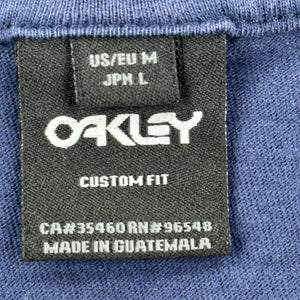 US/EU M
JPN L
OAKLEY
CUSTOM FIT
CA#35460 RN#96548
MADE IN GUATEMALA